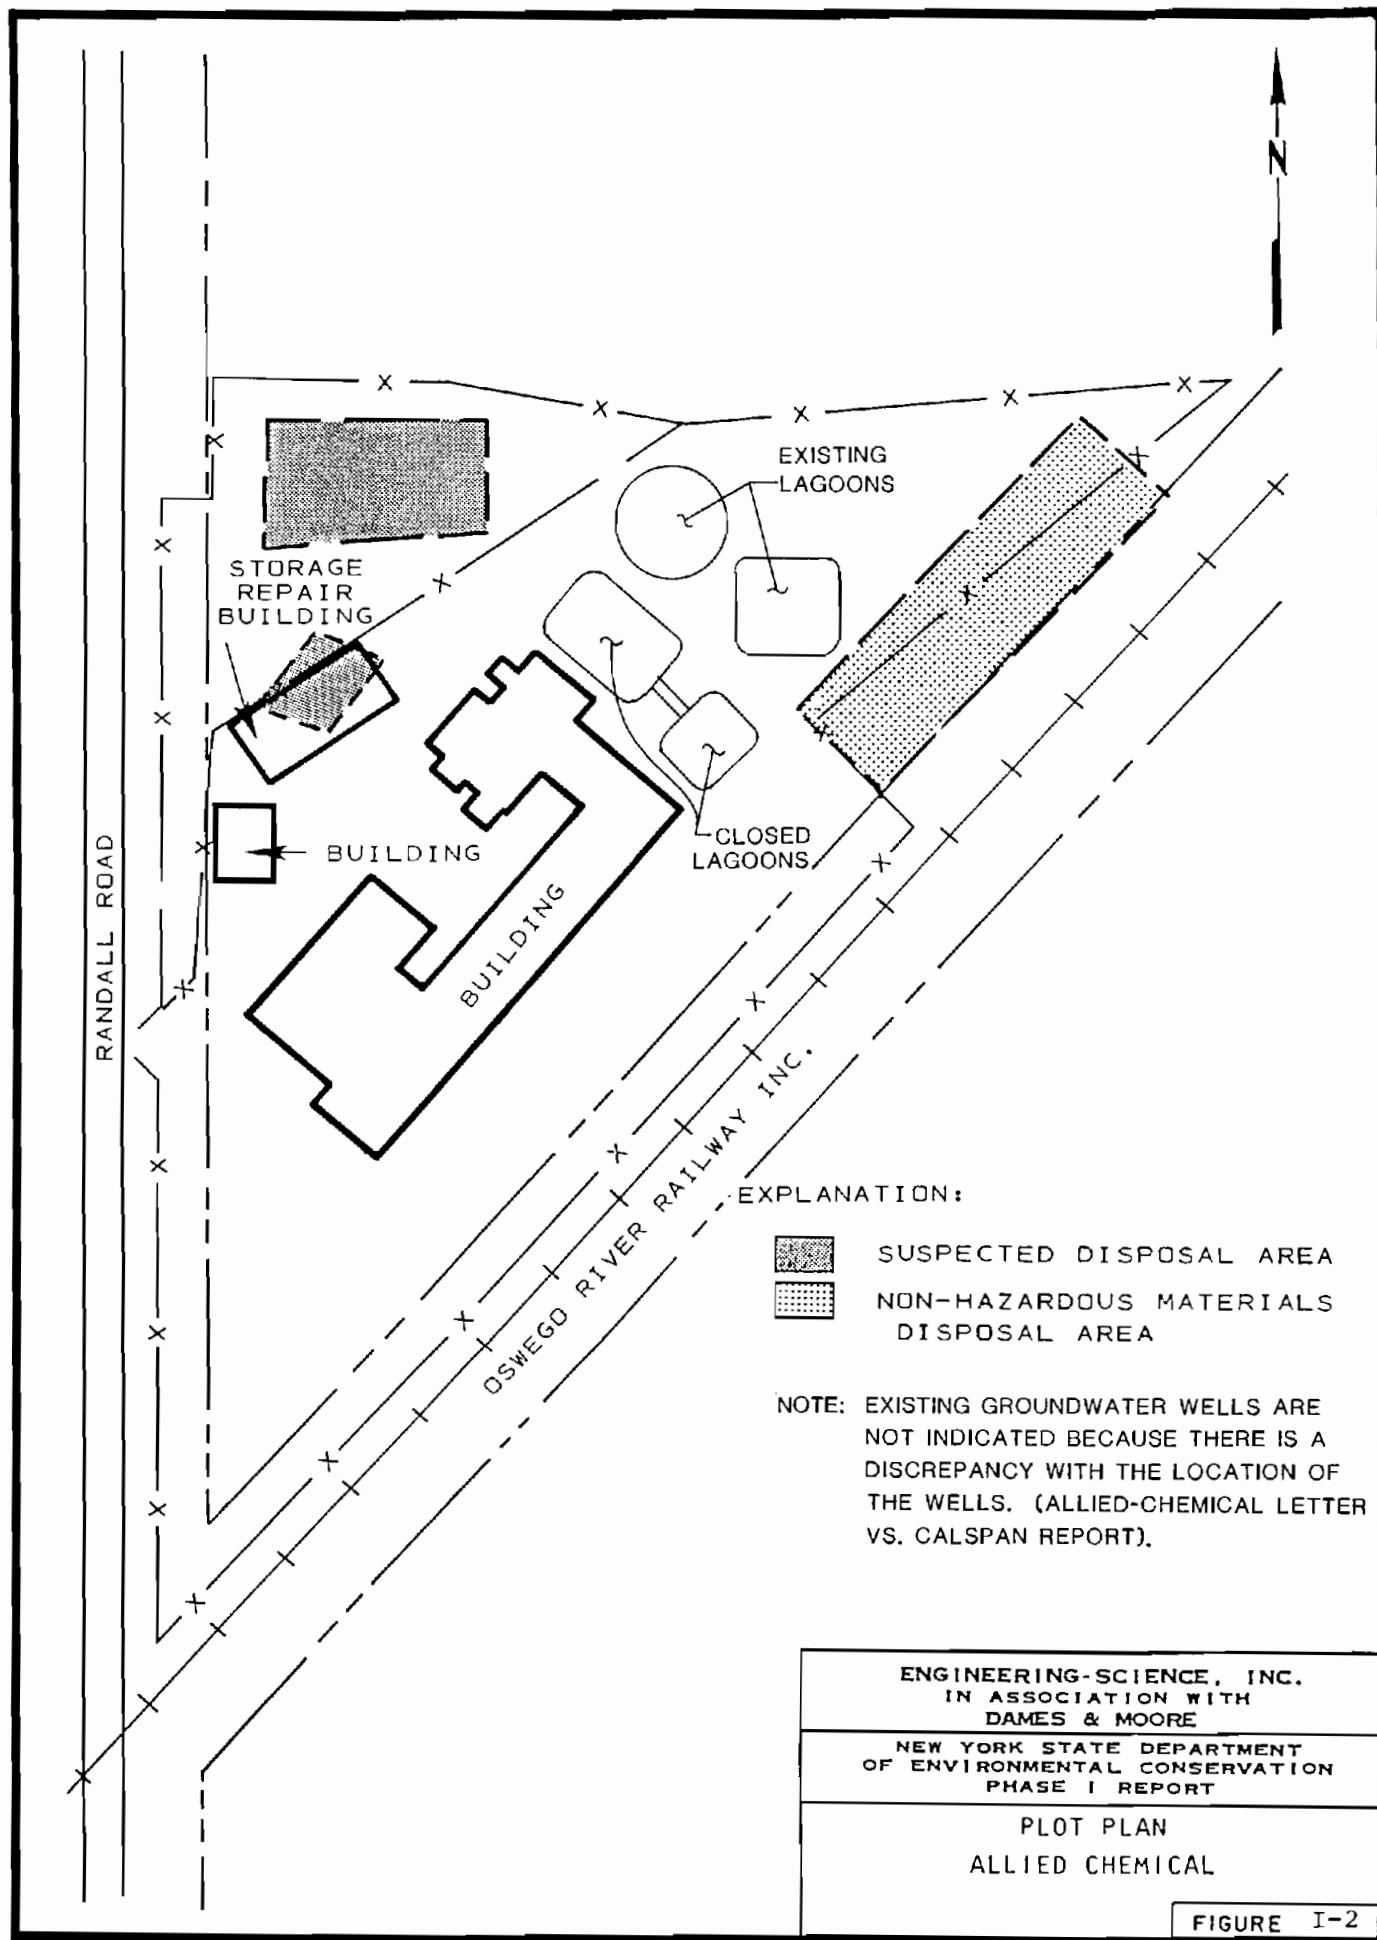 N
EXISTING
LAGOONS
STORAGE
REPAIR
BUILDING
CLOSED
LAGOONS
BUILDING
BUILDING
RANDALL ROAD
OSWEGO RIVER RAILWAY INC.
EXPLANATION:
SUSPECTED DISPOSAL AREA
NON-HAZARDOUS MATERIALS
DISPOSAL AREA
NOTE: EXISTING GROUNDWATER WELLS ARE
NOT INDICATED BECAUSE THERE IS A
DISCREPANCY WITH THE LOCATION OF
THE WELLS. (ALLIED-CHEMICAL LETTER
VS. CALSPAN REPORT).
ENGINEERING-SCIENCE, INC.
IN ASSOCIATION WITH
DAMES & MOORE
NEW YORK STATE DEPARTMENT
OF ENVIRONMENTAL CONSERVATION
PHASE I REPORT
PLOT PLAN
ALLIED CHEMICAL
FIGURE I-2